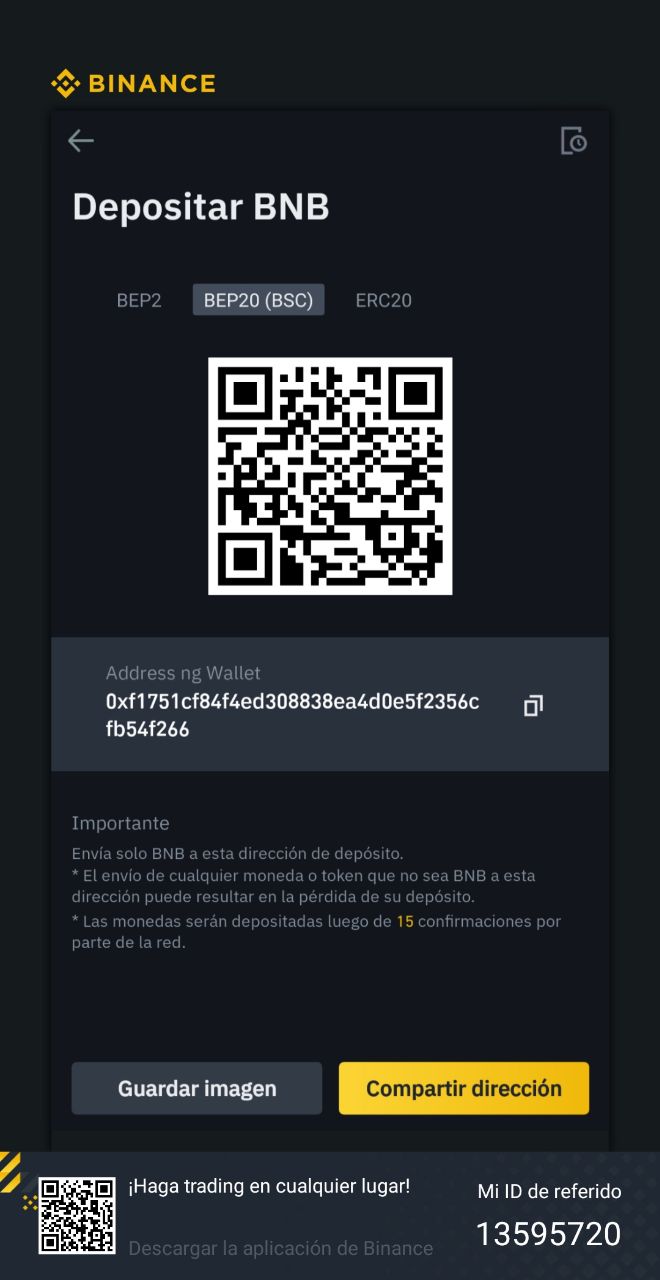 BINANCE
Depositar BNB
BEP2 BEP20 (BSC) ERC20
Address ng Wallet
0xf1751cf84f4ed308838ea4d0e5f2356c
fb54f266
Importante
Envía solo BNB a esta dirección de depósito.
* El envío de cualquier moneda o token que no sea BNB a esta
dirección puede resultar en la pérdida de su depósito.
* Las monedas serán depositadas luego de 15 confirmaciones por
parte de la red.
Guardar imagen Compartir dirección
¡Haga trading en cualquier lugar!
Mi ID de referido
13595720
Descargar la aplicación de Binance